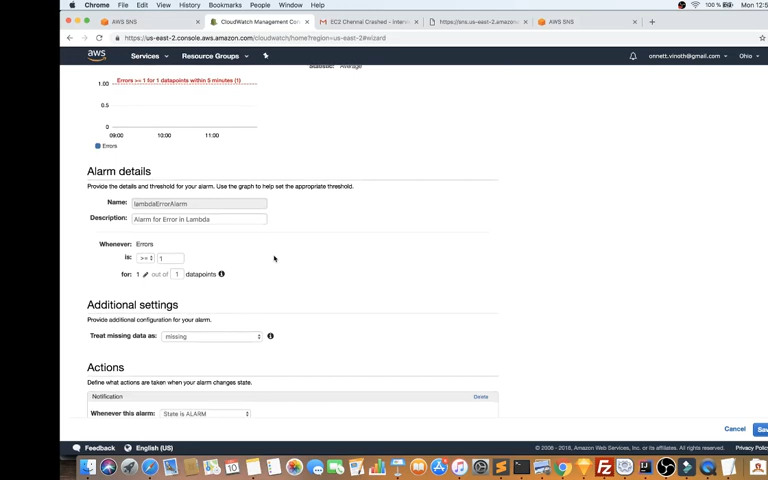 Chrome File Edit View History Bookmarks People Window Help 100 % Mon 12:5
AWS SNS
CloudWatch Management Con
EC2 Chennai Crashed - 
https://sns.us-east-2.amazonaws
AWS SNS
https://us-east-2.console.aws.amazon.com/cloudwatch/home?region=us-east-2#wizard
aws Services Resource Groups onnett.vinoth@gmail.com Ohio
Statistic: Average
Errors >= 1 for 1 datapoints within 5 minutes (1)
1.00
0.5
0
09:00 10:00 11:00
Errors
Alarm details
Provide the details and threshold for your alarm. Use the graph to help set the appropriate threshold.
Name: lambdaErrorAlarm
Description: Alarm for Error in Lambda
Whenever: Errors
is: >= 1
for: 1 out of 1 datapoints
Additional settings
Provide additional configuration for your alarm.
Treat missing data as: missing
Actions
Define what actions are taken when your alarm changes state.
Notification Delete
Whenever this alarm: State is ALARM
Cancel Sav
Feedback English (US) © 2008 - 2018, Amazon Web Services, Inc. or its affiliates. All rights reserved. Privacy Polic